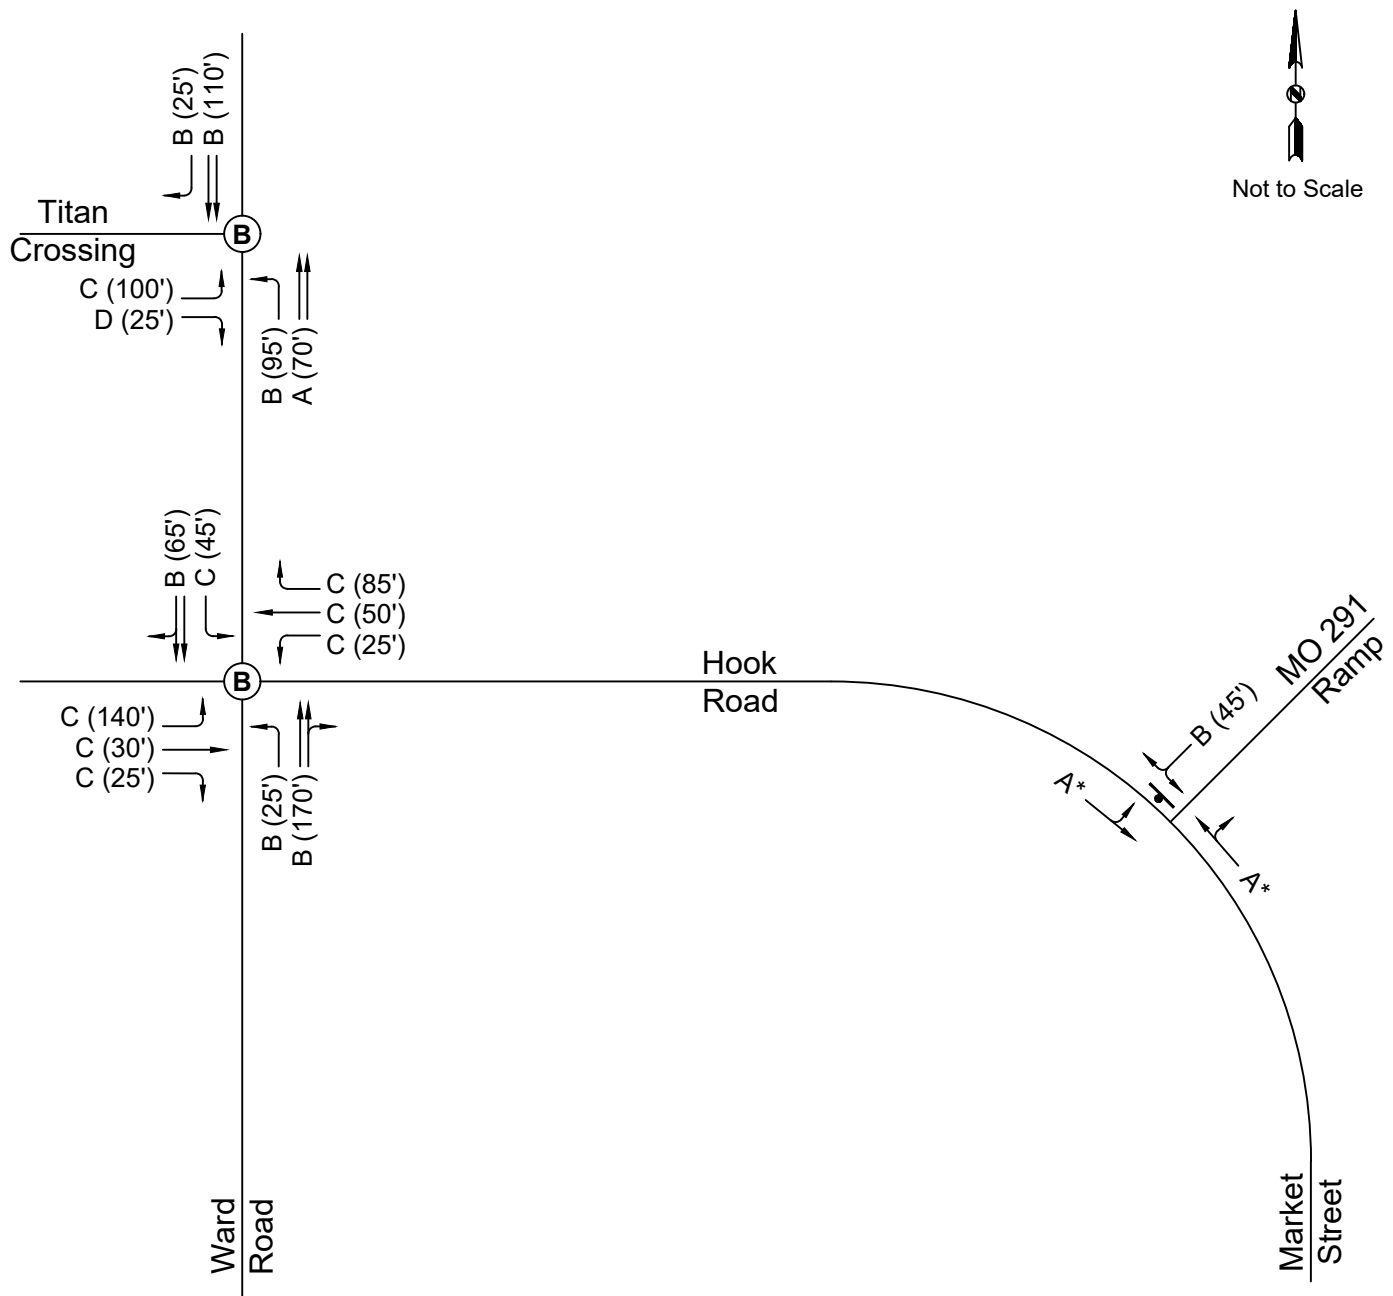 B (25')
B (110')
N
Not to Scale
Titan
Crossing
B
C (100')
D (25')
B (95')
A (70')
B (65')
C (45')
C (85')
C (50')
C (25')
B
Hook
Road
MO 291
Ramp
C (140')
C (30')
C (25')
B (25')
B (170')
B (45')
A*
A*
Ward
Road
Market
Street